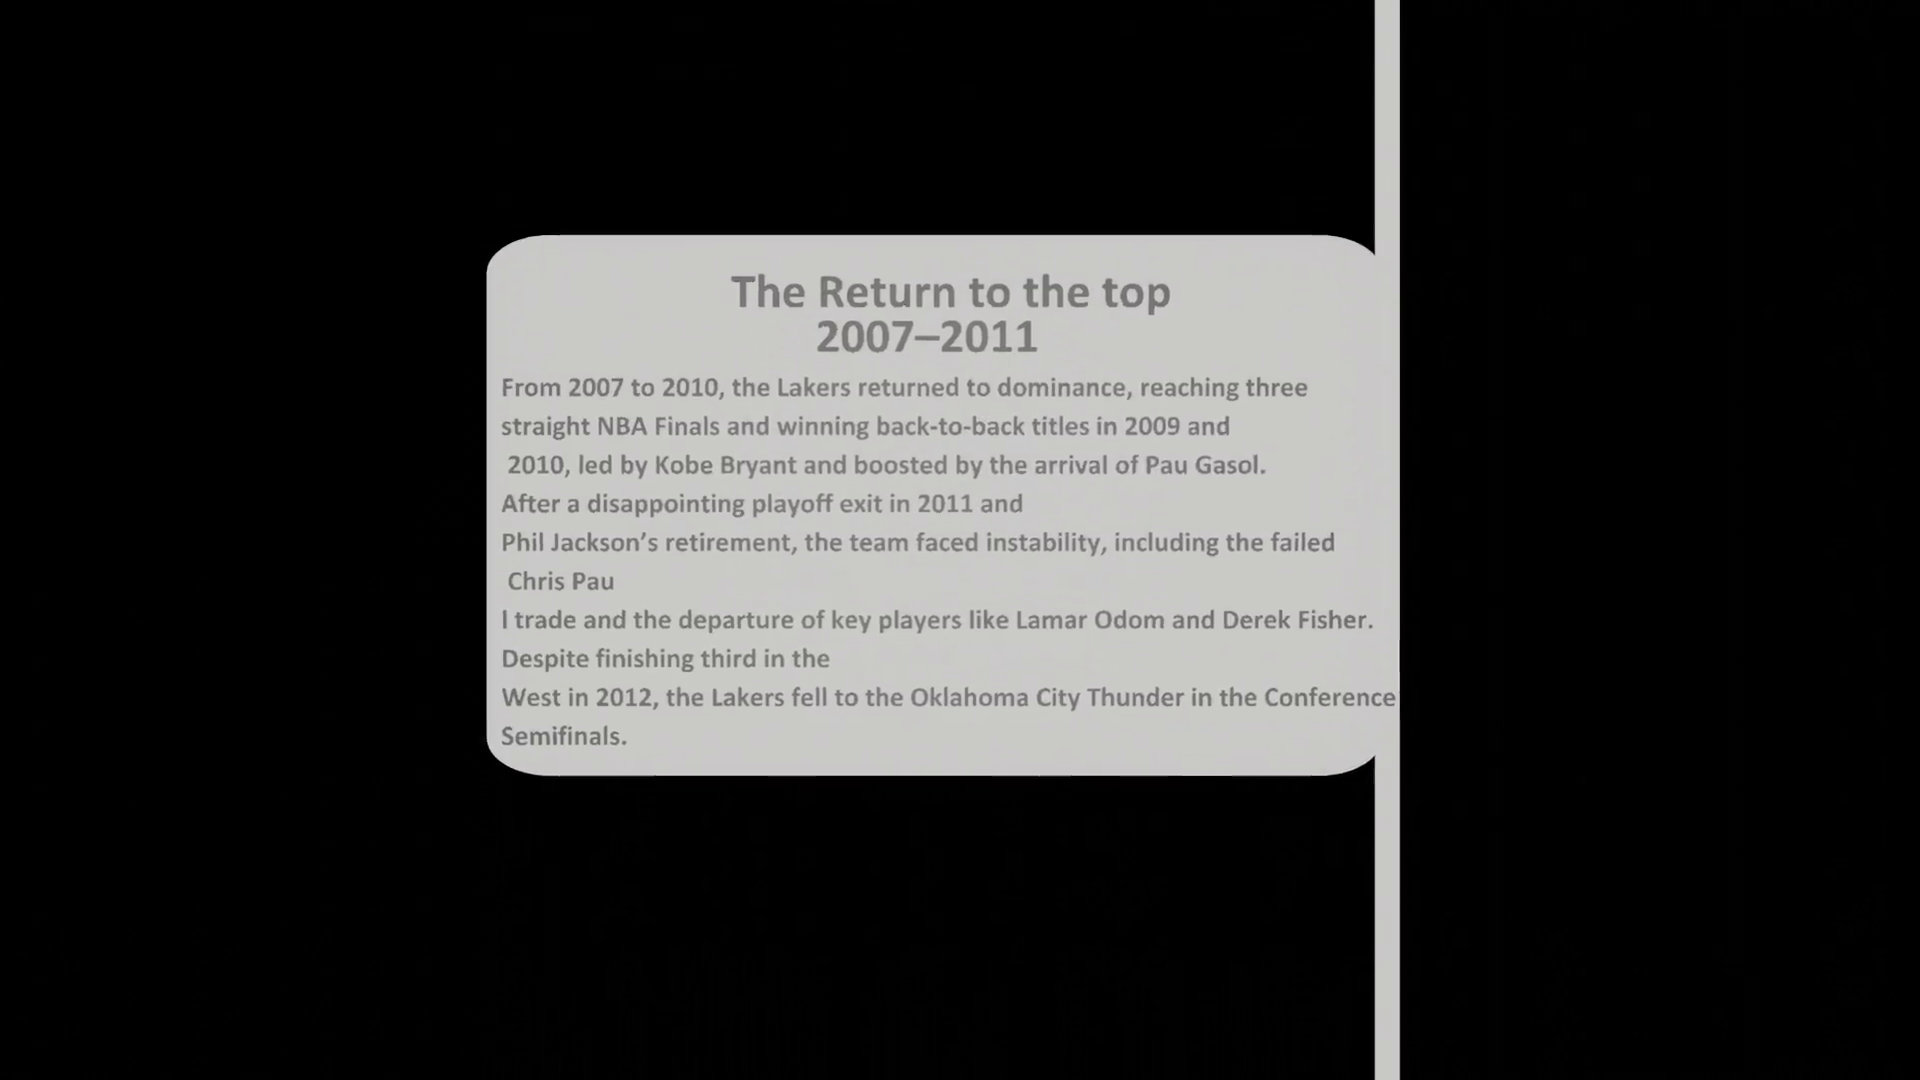 The Return to the top
2007–2011
From 2007 to 2010, the Lakers returned to dominance, reaching three
straight NBA Finals and winning back-to-back titles in 2009 and
2010, led by Kobe Bryant and boosted by the arrival of Pau Gasol.
After a disappointing playoff exit in 2011 and
Phil Jackson’s retirement, the team faced instability, including the failed
Chris Pau
l trade and the departure of key players like Lamar Odom and Derek Fisher.
Despite finishing third in the
West in 2012, the Lakers fell to the Oklahoma City Thunder in the Conference
Semifinals.